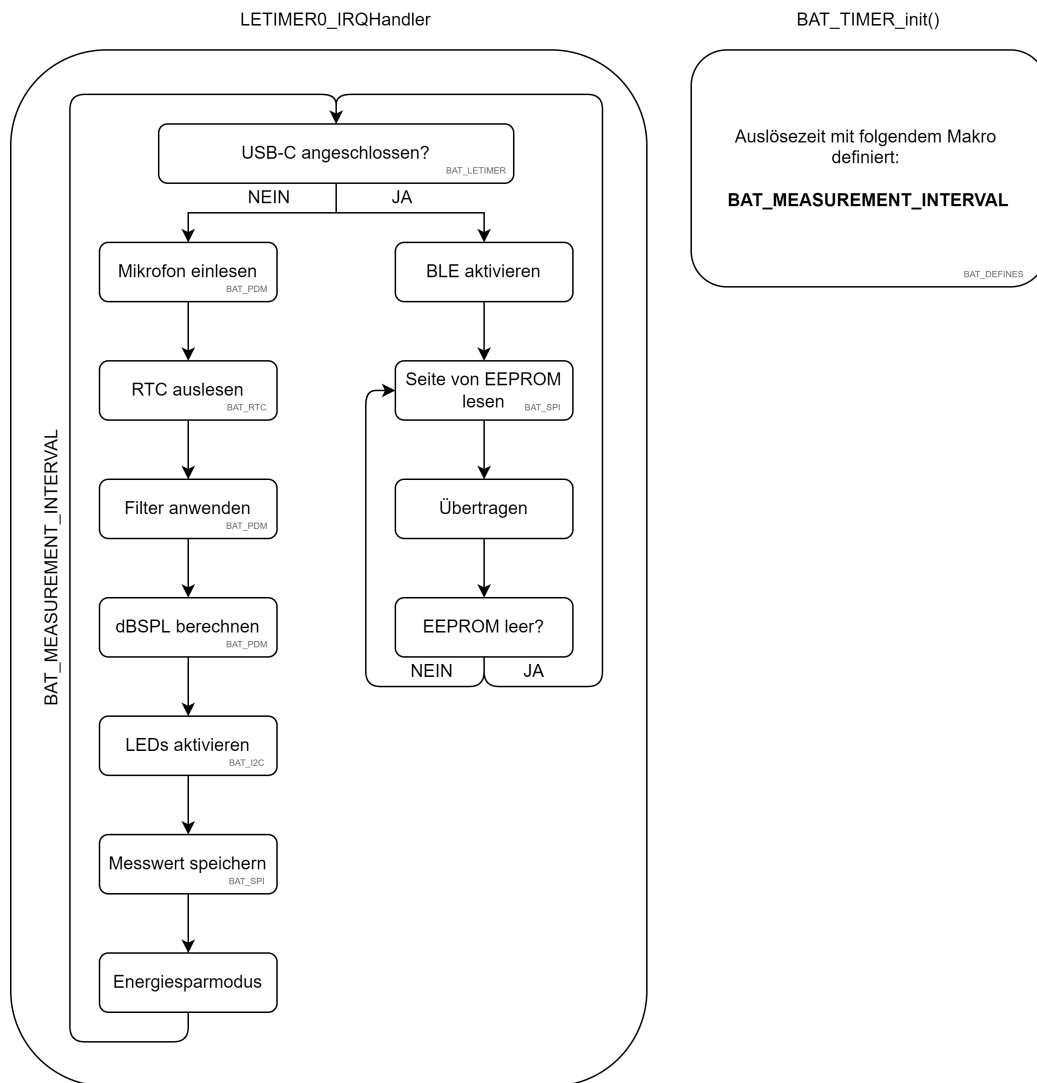 LETIMER0_IRQHandler
BAT_TIMER_init()
USB-C angeschlossen?
BAT_LETIMER
NEIN
JA
Mikrofon einlesen
BAT_PDM
RTC auslesen
BAT_RTC
Filter anwenden
BAT_PDM
dBSPL berechnen
BAT_PDM
LEDs aktivieren
BAT_I2C
Messwert speichern
BAT_SPI
Energiesparmodus
BAT_MEASUREMENT_INTERVAL
BLE aktivieren
Seite von EEPROM
lesen
BAT_SPI
Übertragen
EEPROM leer?
NEIN
JA
Auslösezeit mit folgendem Makro
definiert:
BAT_MEASUREMENT_INTERVAL
BAT_DEFINES